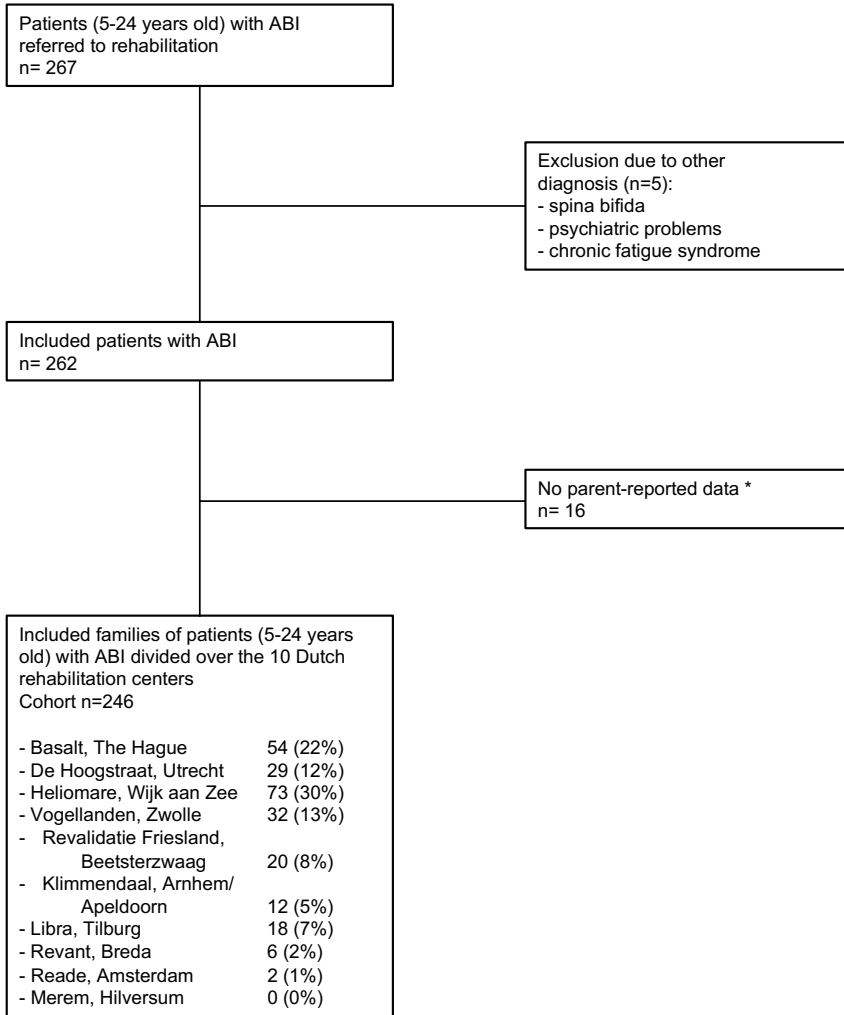 Patients (5-24 years old) with ABI
referred to rehabilitation
n= 267
Exclusion due to other
diagnosis (n=5):
- spina bifida
- psychiatric problems
- chronic fatigue syndrome
Included patients with ABI
n= 262
No parent-reported data *
n= 16
Included families of patients (5-24 years
old) with ABI divided over the 10 Dutch
rehabilitation centers
Cohort n=246
- Basalt, The Hague 54 (22%)
- De Hoogstraat, Utrecht 29 (12%)
- Heliomare, Wijk aan Zee 73 (30%)
- Vogellanden, Zwolle 32 (13%)
- Revalidatie Friesland,
Beetsterzwaag 20 (8%)
- Klimmendaal, Arnhem/
Apeldoorn 12 (5%)
- Libra, Tilburg 18 (7%)
- Revant, Breda 6 (2%)
- Reade, Amsterdam 2 (1%)
- Merem, Hilversum 0 (0%)